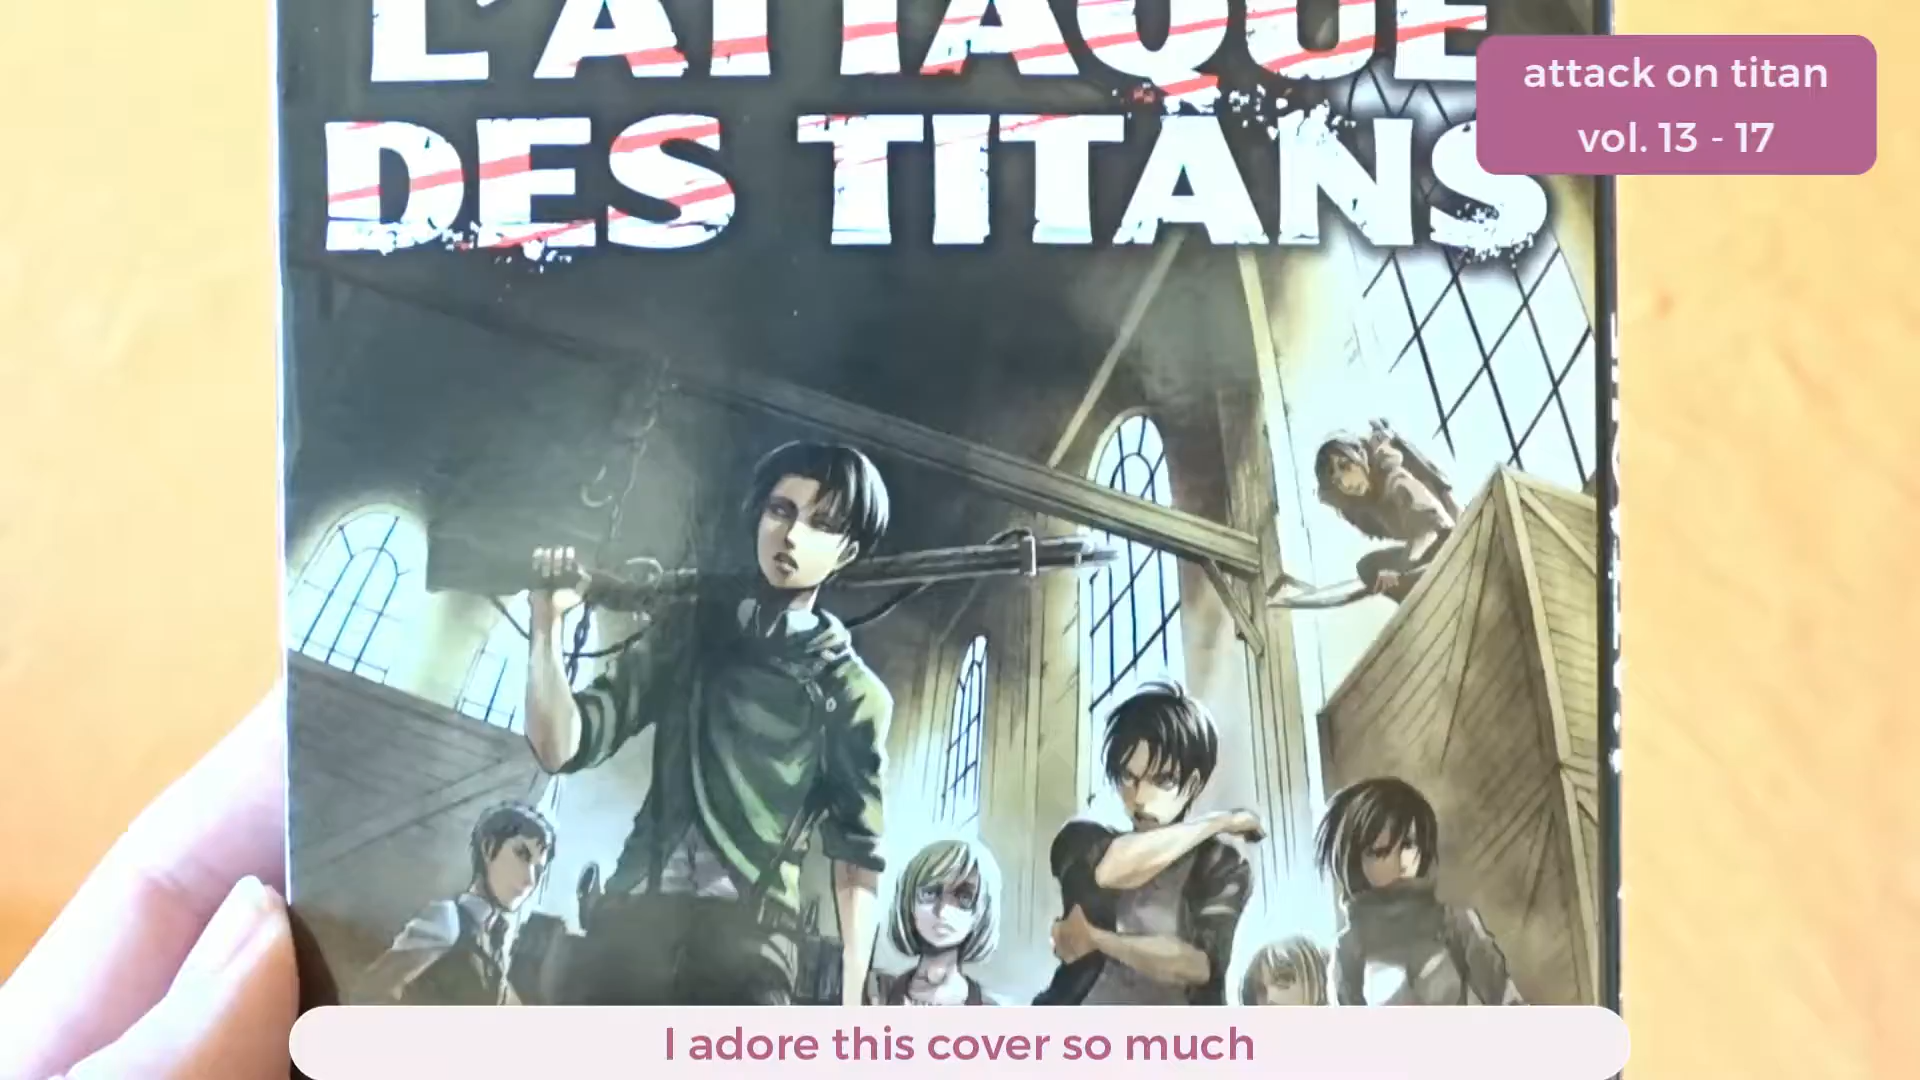 L'ATTAQUE
DES TITANS
attack on titan
vol. 13 - 17
I adore this cover so much